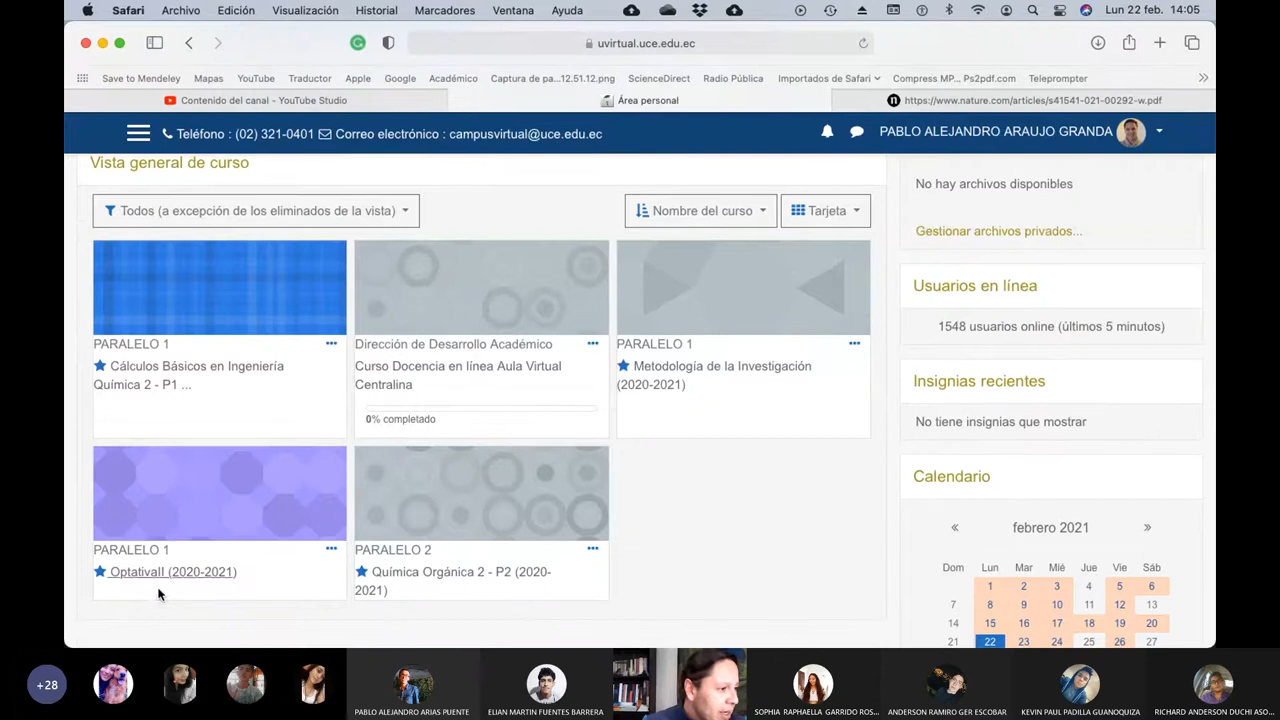 Safari Archivo Edición Visualización Historial Marcadores Ventana Ayuda Lun 22 feb. 14:05
uvirtual.uce.edu.ec
Save to Mendeley Mapas YouTube Traductor Apple Google Académico Captura de pa...12.51.12.png ScienceDirect Radio Pública Importados de Safari Compress MP... Ps2pdf.com Teleprompter
Contenido del canal - YouTube Studio Área personal https://www.nature.com/articles/s41541-021-00292-w.pdf
Teléfono : (02) 321-0401 Correo electrónico : campusvirtual@uce.edu.ec PABLO ALEJANDRO ARAUJO GRANDA
Vista general de curso
Todos (a excepción de los eliminados de la vista) Nombre del curso Tarjeta
PARALELO 1
Cálculos Básicos en Ingeniería
Química 2 - P1 ...
Dirección de Desarrollo Académico
Curso Docencia en línea Aula Virtual
Centralina
0% completado
PARALELO 1
Metodología de la Investigación
(2020-2021)
PARALELO 1
OptativaII (2020-2021)
PARALELO 2
Química Orgánica 2 - P2 (2020-
2021)
No hay archivos disponibles
Gestionar archivos privados...
Usuarios en línea
1548 usuarios online (últimos 5 minutos)
Insignias recientes
No tiene insignias que mostrar
Calendario
« febrero 2021 »
Dom Lun Mar Mié Jue Vie Sáb
1 2 3 4 5 6
7 8 9 10 11 12 13
14 15 16 17 18 19 20
21 22 23 24 25 26 27
+28
PABLO ALEJANDRO ARIAS PUENTE
ELIAN MARTIN FUENTES BARRERA
SOPHIA RAPHAELLA GARRIDO ROS...
ANDERSON RAMIRO GER ESCOBAR
KEVIN PAUL PADILLA GUANOQUIZA
RICHARD ANDERSON DUCHI ASO...